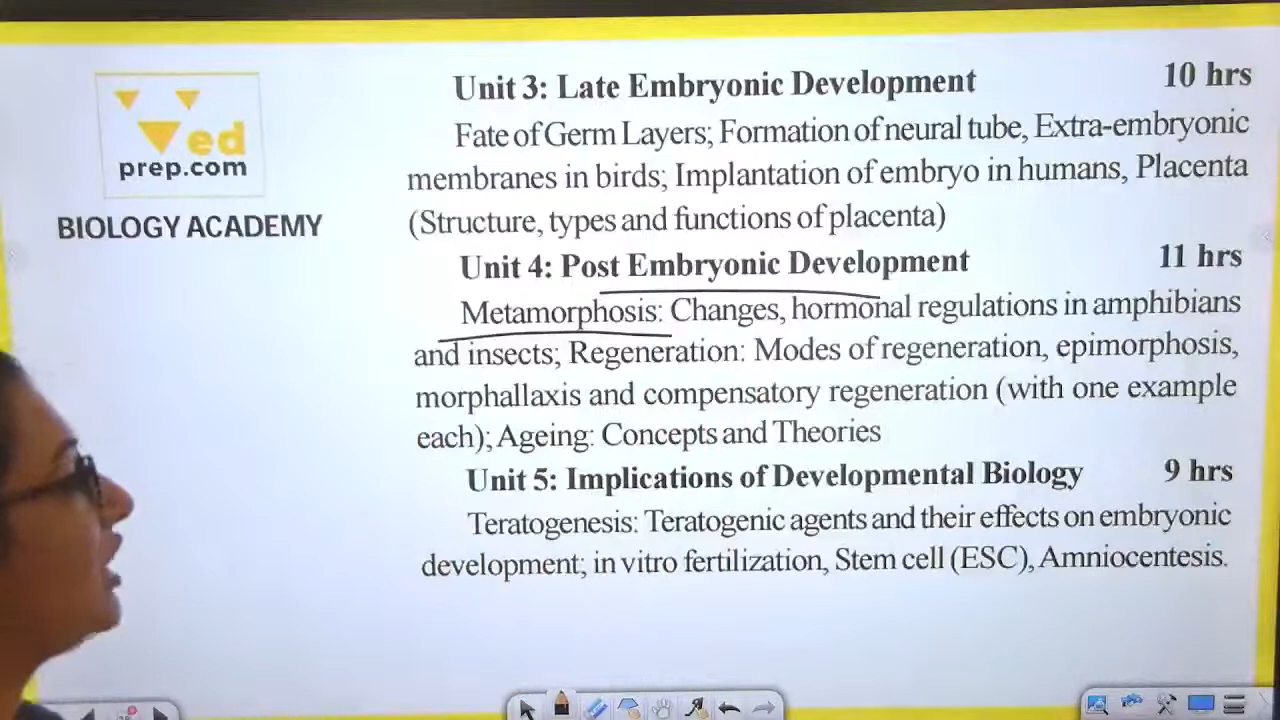 ed
prep.com
BIOLOGY ACADEMY
Unit 3: Late Embryonic Development 10 hrs
Fate of Germ Layers; Formation of neural tube, Extra-embryonic
membranes in birds; Implantation of embryo in humans, Placenta
(Structure, types and functions of placenta)
Unit 4: Post Embryonic Development 11 hrs
Metamorphosis: Changes, hormonal regulations in amphibians
and insects; Regeneration: Modes of regeneration, epimorphosis,
morphallaxis and compensatory regeneration (with one example
each); Ageing: Concepts and Theories
Unit 5: Implications of Developmental Biology 9 hrs
Teratogenesis: Teratogenic agents and their effects on embryonic
development; in vitro fertilization, Stem cell (ESC), Amniocentesis.